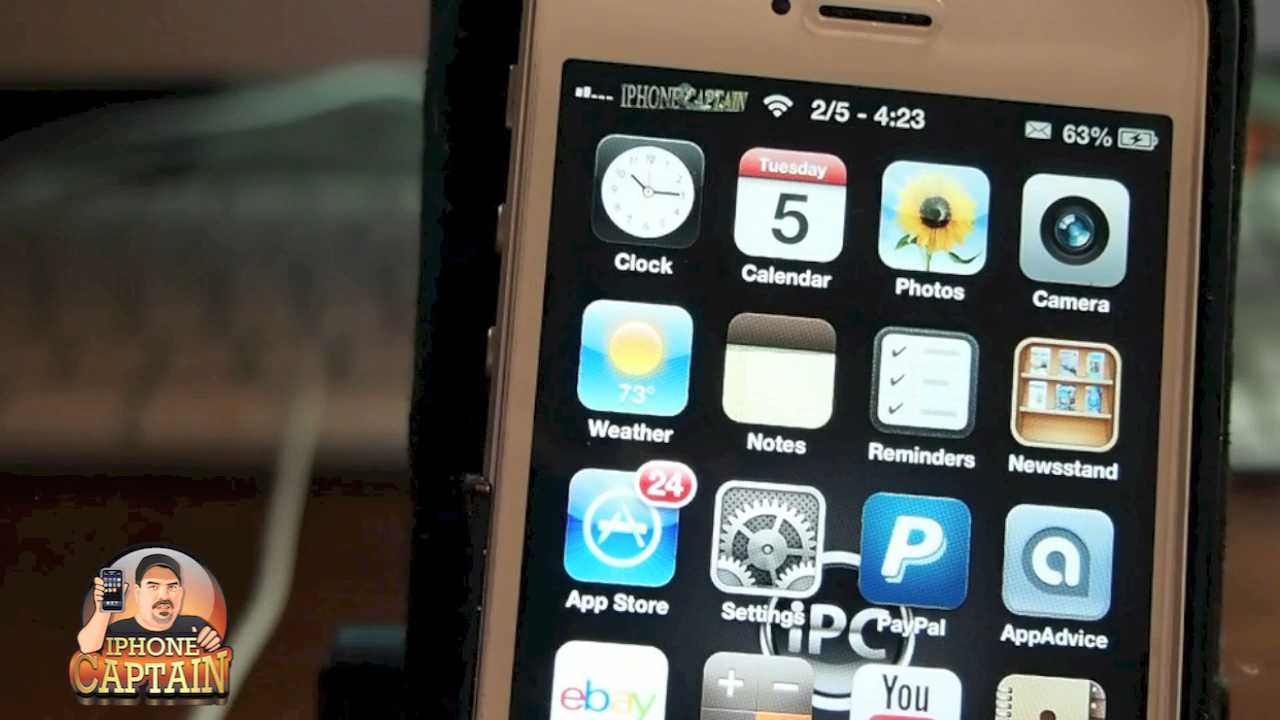 IPHONE CAPTAIN 2/5 - 4:23 63%
Tuesday
5
Clock Calendar Photos Camera
73°
Weather Notes Reminders Newsstand
24
P a
App Store Settings PayPal AppAdvice
iPC
ebay You
IPHONE
CAPTAIN